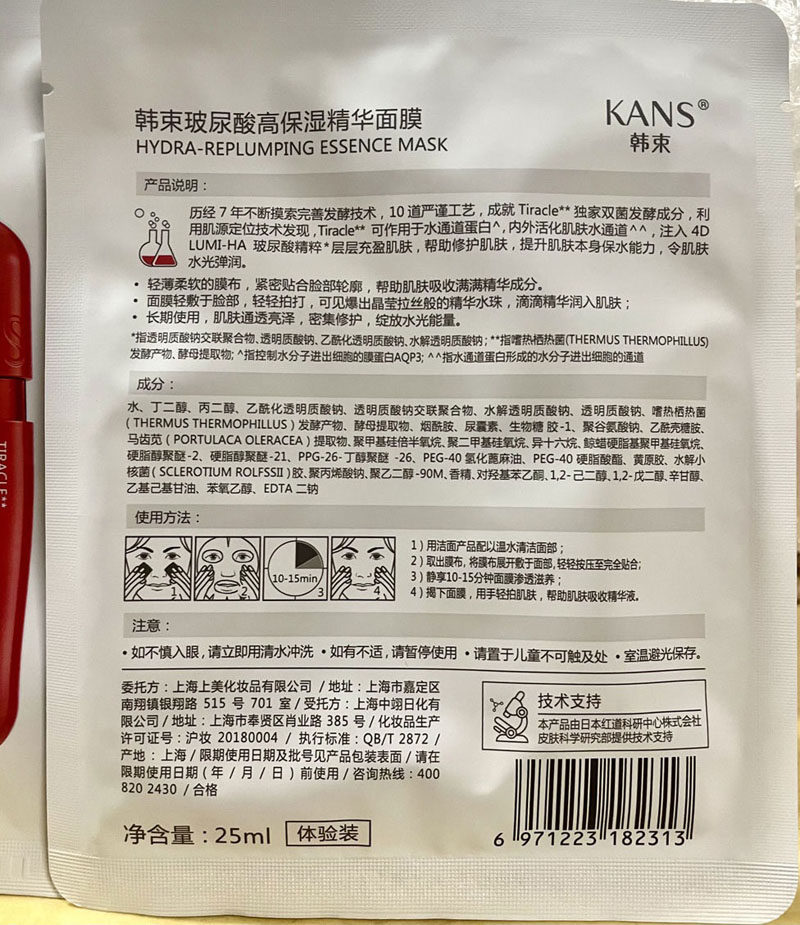 韩束玻尿酸高保湿精华面膜
HYDRA-REPLUMPING ESSENCE MASK
KANS®
韩束
产品说明：
历经 7 年不断摸索完善发酵技术，10 道严谨工艺，成就 Tiracle** 独家双菌发酵成分，利
用肌源定位技术发现，Tiracle** 可作用于水通道蛋白^，内外活化肌肤水通道^^，注入 4D
LUMI-HA 玻尿酸精粹*层层充盈肌肤，帮助修护肌肤，提升肌肤本身保水能力，令肌肤
水光弹润。
• 轻薄柔软的膜布，紧密贴合脸部轮廓，帮助肌肤吸收满满精华成分。
• 面膜轻敷于脸部，轻轻拍打，可见爆出晶莹拉丝般的精华水珠，滴滴精华润入肌肤；
• 长期使用，肌肤通透亮泽，密集修护，绽放水光能量。
*指透明质酸钠交联聚合物、透明质酸钠、乙酰化透明质酸钠、水解透明质酸钠；**指嗜热栖热菌(THERMUS THERMOPHILLUS)
发酵产物、酵母提取物; ^指控制水分子进出细胞的膜蛋白AQP3; ^^指水通道蛋白形成的水分子进出细胞的通道
成分：
水、丁二醇、丙二醇、乙酰化透明质酸钠、透明质酸钠交联聚合物、水解透明质酸钠、透明质酸钠、嗜热栖热菌
（THERMUS THERMOPHILLUS）发酵产物、酵母提取物、烟酰胺、尿囊素、生物糖胶-1、聚谷氨酸钠、乙酰壳糖胺、
马齿苋（PORTULACA OLERACEA）提取物、聚甲基硅倍半氧烷、聚二甲基硅氧烷、异十六烷、鲸蜡硬脂基聚甲基硅氧烷、
硬脂醇聚醚-2、硬脂醇聚醚-21、PPG-26-丁醇聚醚 -26、PEG-40 氢化蓖麻油、PEG-40 硬脂酸酯、黄原胶、水解小
核菌(SCLEROTIUM ROLFSSII)胶、聚丙烯酸钠、聚乙二醇-90M、香精、对羟基苯乙酮、1,2-己二醇、1,2-戊二醇、辛甘醇、
乙基己基甘油、苯氧乙醇、EDTA 二钠
使用方法：
1
2
10-15min
3
4
1）用洁面产品配以温水清洁面部；
2）取出膜布，将膜布展开敷于面部，轻轻按压至完全贴合;
3）静享10-15分钟面膜渗透滋养；
4）揭下面膜，用手轻拍肌肤，帮助肌肤吸收精华液。
注意：
• 如不慎入眼，请立即用清水冲洗 • 如有不适，请暂停使用 • 请置于儿童不可触及处 • 室温避光保存。
委托方：上海上美化妆品有限公司 / 地址：上海市嘉定区
南翔镇银翔路 515 号 701 室 / 受托方：上海中翊日化有
限公司 / 地址：上海市奉贤区肖业路 385 号 / 化妆品生产
许可证号：沪妆 20180004 / 执行标准：QB/T 2872 /
产地：上海 / 限期使用日期及批号见产品包装表面 / 请在
限期使用日期（年 / 月 / 日）前使用 / 咨询热线：400
820 2430 / 合格
技术支持
本产品由日本红道科研中心株式会社
皮肤科学研究部提供技术支持
净含量：25ml 体验装
6 971223 182313
TIRACLE**